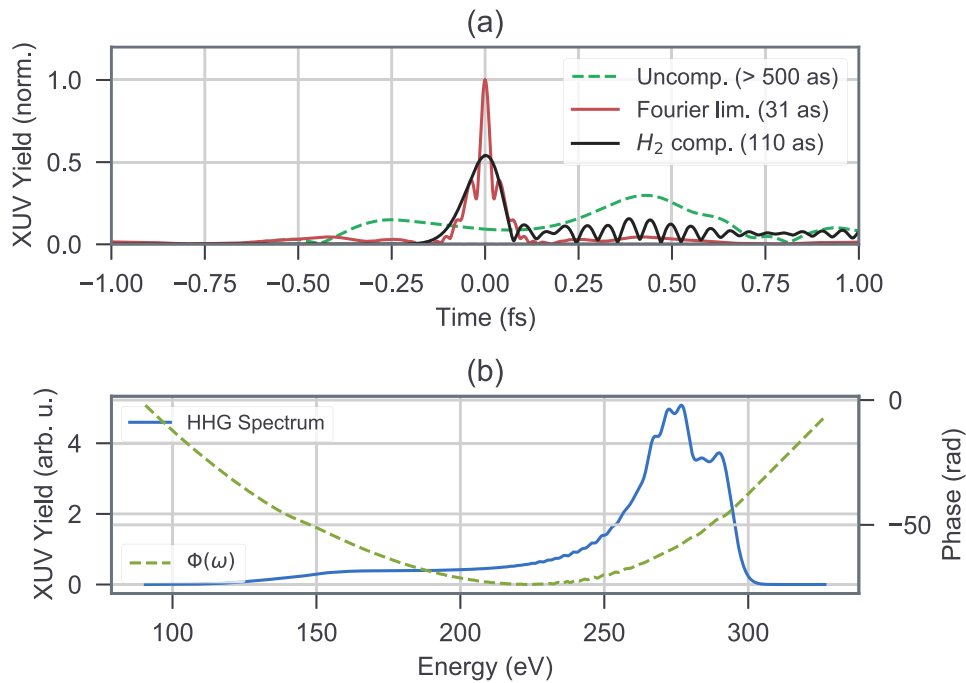 (a)
XUV Yield (norm.)
1.0
0.5
0.0
Uncomp. (> 500 as)
Fourier lim. (31 as)
H₂ comp. (110 as)
−1.00 −0.75 −0.50 −0.25 0.00 0.25 0.50 0.75 1.00
Time (fs)
(b)
XUV Yield (arb. u.)
4
2
0
HHG Spectrum
Φ(ω)
0
−50
Phase (rad)
100 150 200 250 300
Energy (eV)